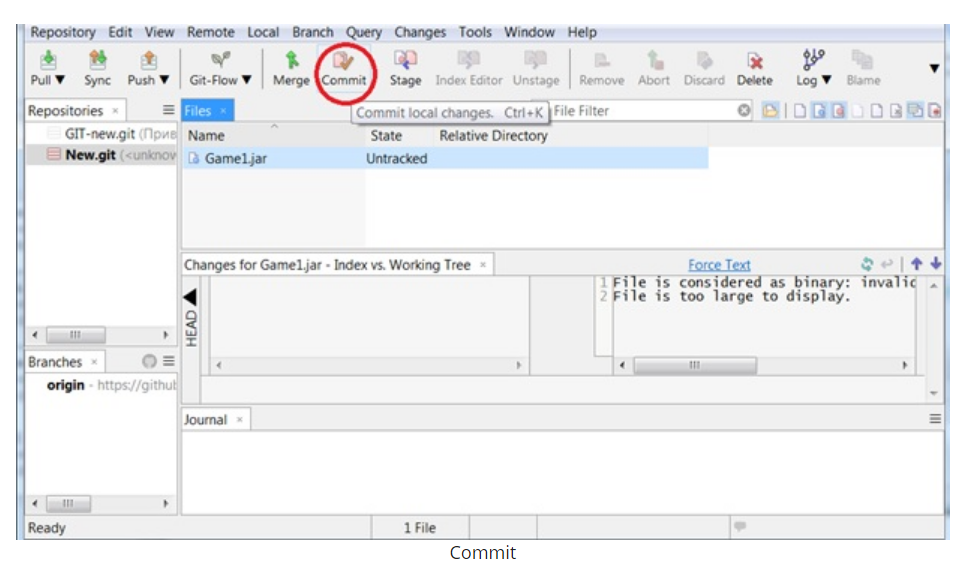 Repository Edit View Remote Local Branch Query Changes Tools Window Help
Pull ▼ Sync Push ▼ Git-Flow ▼ Merge Commit Stage Index Editor Unstage Remove Abort Discard Delete Log ▼ Blame
Repositories
Files
Commit local changes. Ctrl+K
File Filter
GIT-new.git (Прив
New.git (<unknow
Name State Relative Directory
Game1.jar Untracked
Changes for Game1.jar - Index vs. Working Tree
Force Text
HEAD
1 File is considered as binary: invalic
2 File is too large to display.
Branches
origin - https://githul
Journal
Ready 1 File
Commit